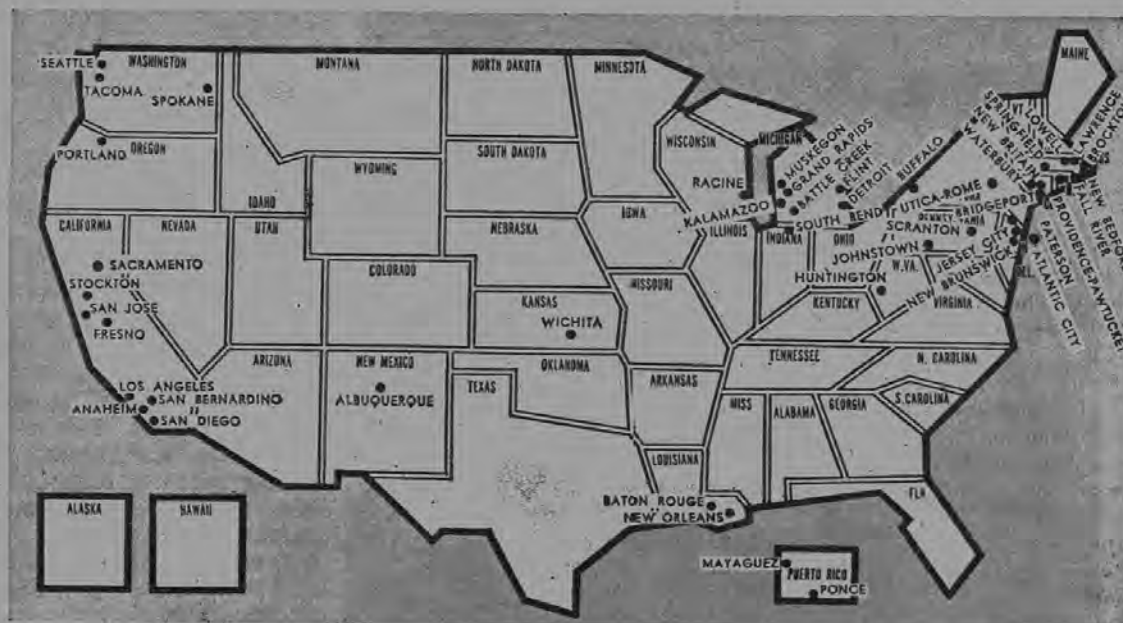 SEATTLE
WASHINGTON
TACOMA
SPOKANE
PORTLAND
OREGON
MONTANA
IDAHO
WYOMING
NORTH DAKOTA
SOUTH DAKOTA
NEBRASKA
MINNESOTA
WISCONSIN
RACINE
IOWA
ILLINOIS
MICHIGAN
MUSKEGON
GRAND RAPIDS
BATTLE CREEK
FLINT
DETROIT
KALAMAZOO
SOUTH BEND
INDIANA
OHIO
BUFFALO
UTICA-ROME
SCRANTON
JOHNSTOWN
HUNTINGTON
W.VA.
JERSEY CITY
NEW BRUNSWICK
BRIDGEPORT
WATERBURY
NEW BRITAIN
SPRINGFIELD
VT
LOWELL
LAWRENCE
BROCKTON
MAINE
NEW BEDFORD
FALL RIVER
PROVIDENCE-PAWTUCKET
PATERSON
ATLANTIC CITY
CALIFORNIA
NEVADA
UTAH
COLORADO
KANSAS
WICHITA
MISSOURI
KENTUCKY
VIRGINIA
SACRAMENTO
STOCKTON
SAN JOSE
FRESNO
LOS ANGELES
SAN BERNARDINO
ANAHEIM
SAN DIEGO
ARIZONA
NEW MEXICO
ALBUQUERQUE
TEXAS
OKLAHOMA
ARKANSAS
TENNESSEE
N. CAROLINA
S. CAROLINA
MISS
ALABAMA
GEORGIA
LOUISIANA
BATON ROUGE
NEW ORLEANS
FLA
ALASKA
HAWAII
MAYAGUEZ
PUERTO RICO
PONCE